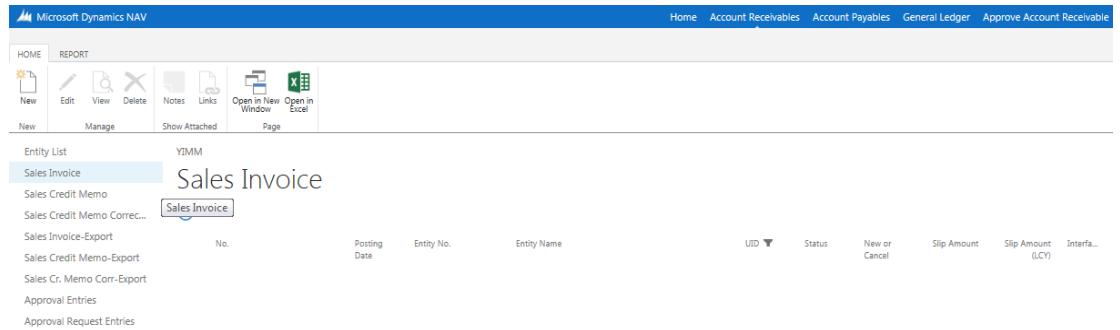 Microsoft Dynamics NAV
Home Account Receivables Account Payables General Ledger Approve Account Receivable
HOME REPORT
New Edit View Delete Notes Links Open in New Window Open in Excel
New Manage Show Attached Page
Entity List
Sales Invoice
Sales Credit Memo
Sales Credit Memo Correc...
Sales Invoice-Export
Sales Credit Memo-Export
Sales Cr. Memo Corr-Export
Approval Entries
Approval Request Entries
YIMM
Sales Invoice
Sales Invoice
No. Posting Date Entity No. Entity Name UID Status New or Cancel Slip Amount Slip Amount (LCY) Interfa...